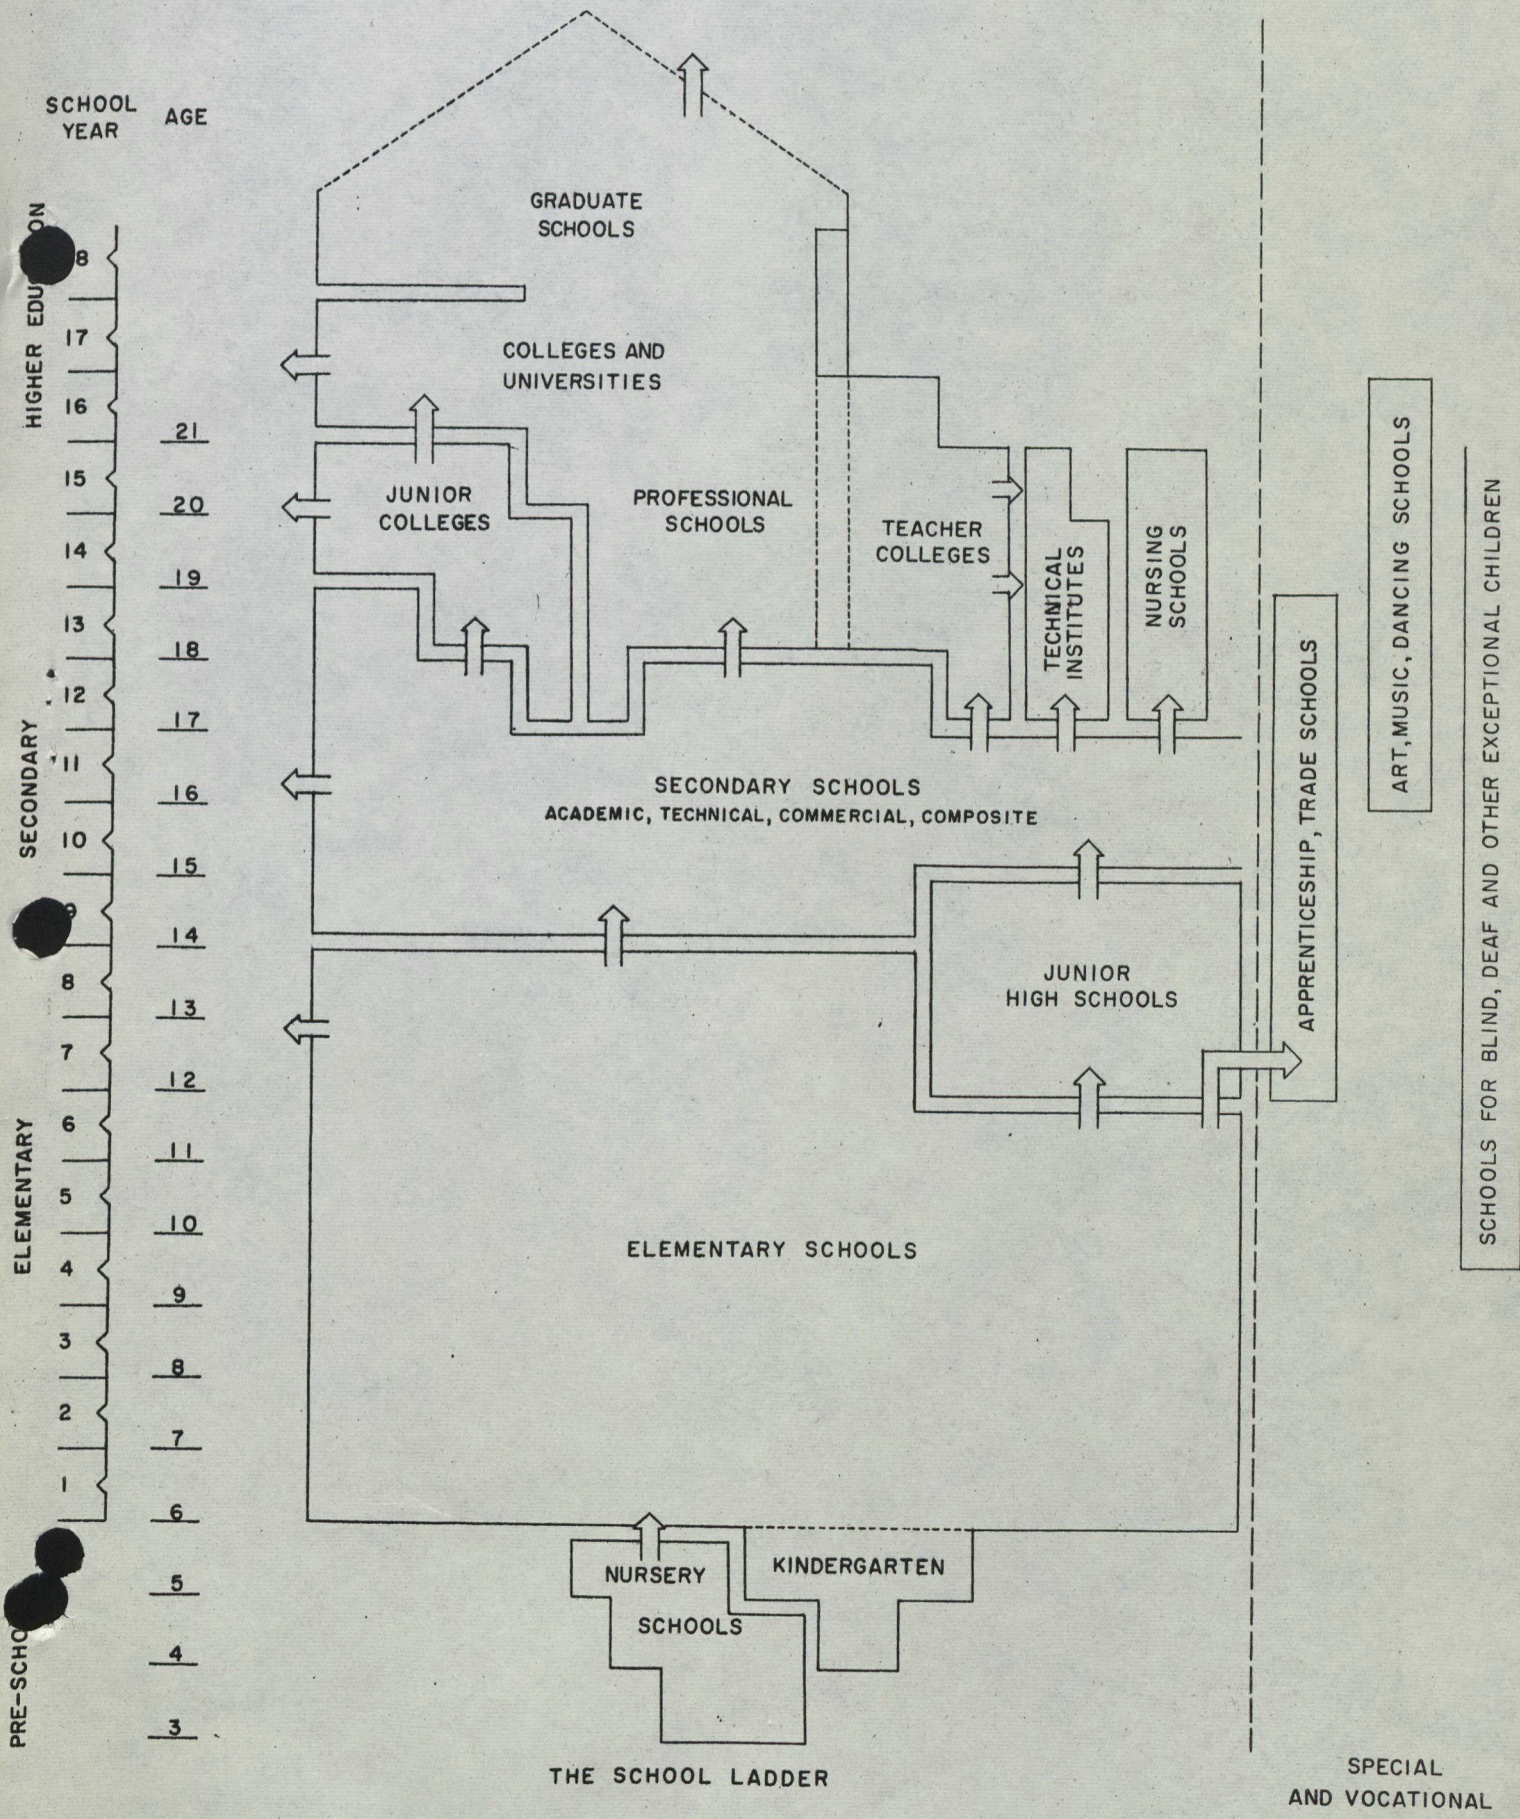 SCHOOL
YEAR
AGE
GRADUATE
SCHOOLS
HIGHER
8
17
COLLEGES AND
UNIVERSITIES
16
21
15
20
JUNIOR
COLLEGES
PROFESSIONAL
SCHOOLS
TEACHER
COLLEGES
TECHNICAL
INSTITUTES
NURSING
SCHOOLS
ART, MUSIC, DANCING SCHOOLS
SCHOOLS FOR BLIND, DEAF AND OTHER EXCEPTIONAL CHILDREN
APPRENTICESHIP, TRADE SCHOOLS
14
19
13
18
12
17
SECONDARY
11
16
SECONDARY SCHOOLS
ACADEMIC, TECHNICAL, COMMERCIAL, COMPOSITE
10
15
9
14
8
13
JUNIOR
HIGH SCHOOLS
7
12
ELEMENTARY
6
11
5
10
ELEMENTARY SCHOOLS
4
9
3
8
2
7
1
6
NURSERY
SCHOOLS
KINDERGARTEN
5
4
3
THE SCHOOL LADDER
SPECIAL
AND VOCATIONAL